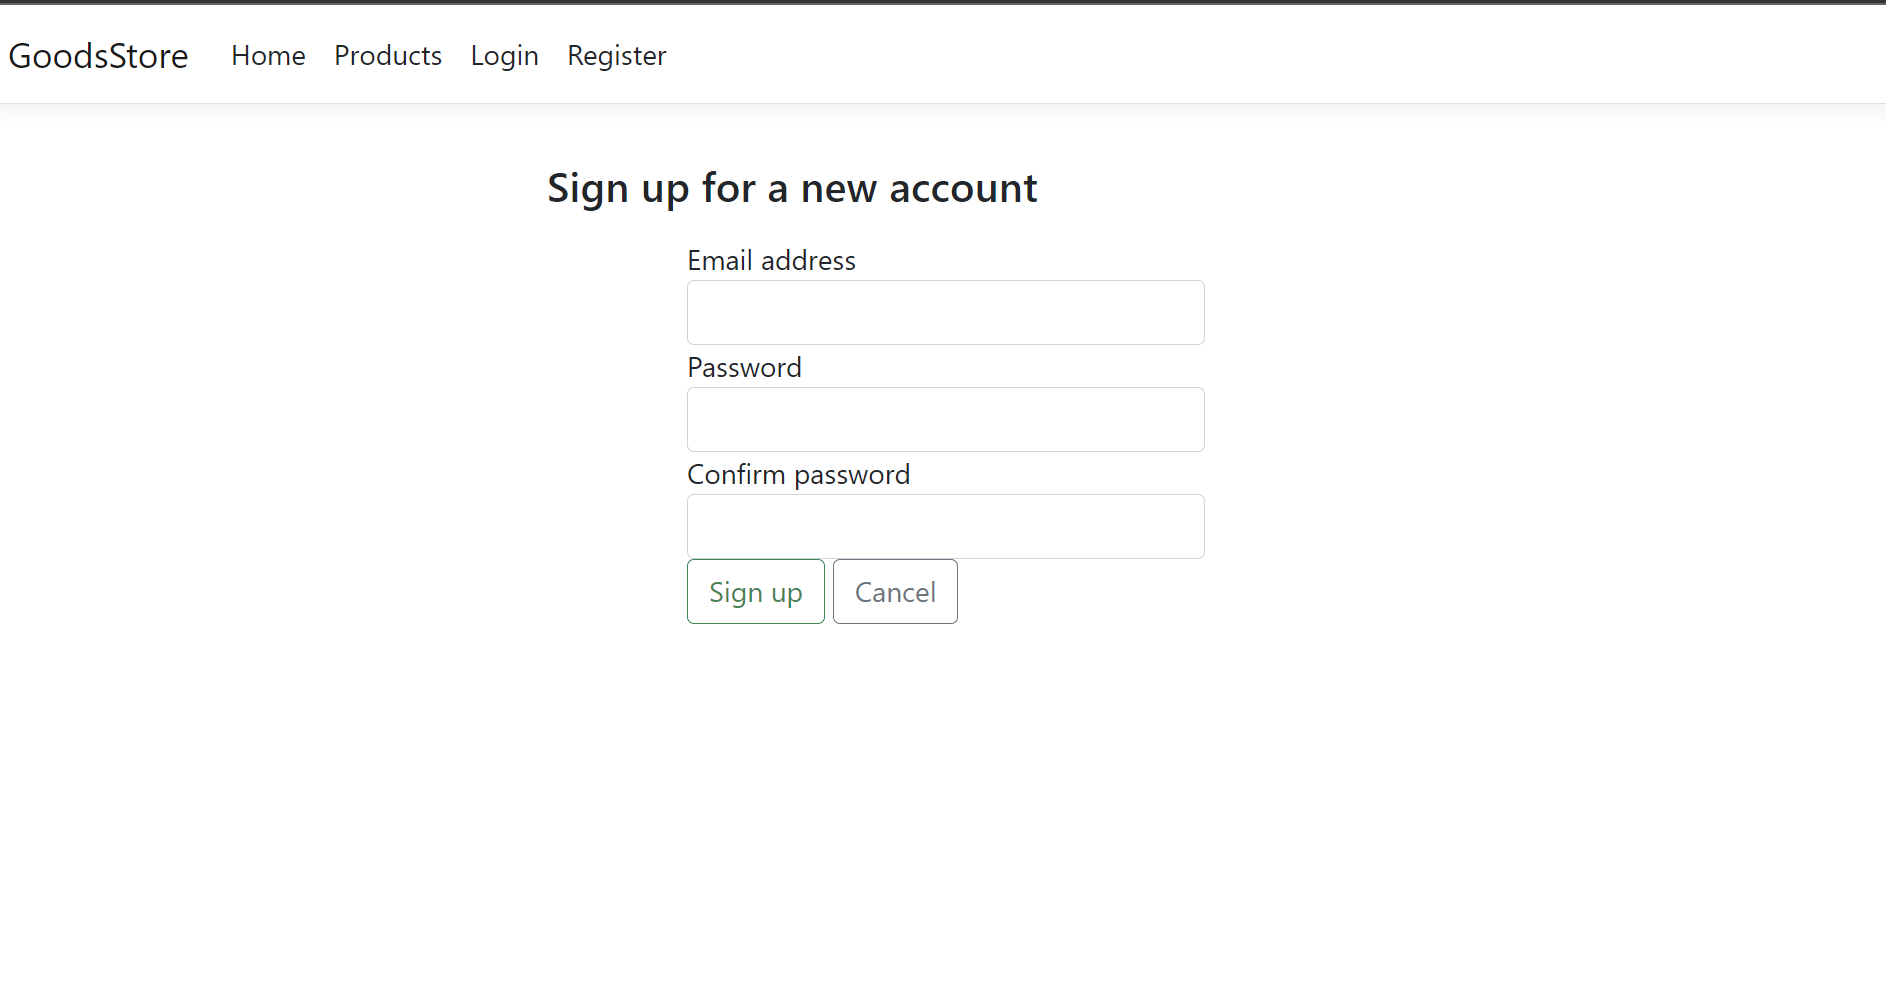 GoodsStore Home Products Login Register
Sign up for a new account
Email address
Password
Confirm password
Sign up Cancel